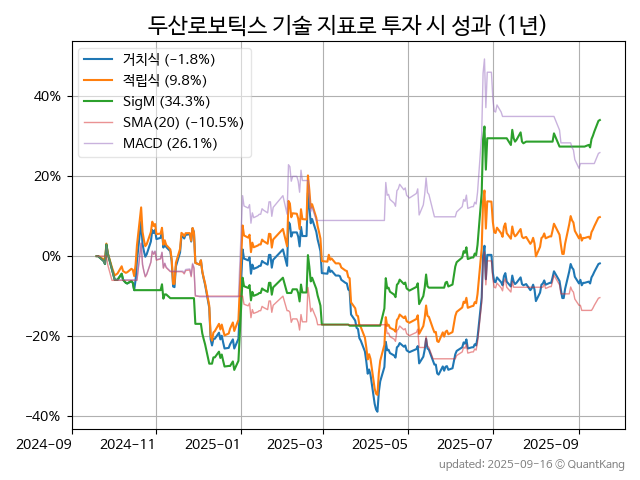 두산로보틱스 기술 지표로 투자 시 성과 (1년)
거치식 (−1.8%)
적립식 (9.8%)
SigM (34.3%)
SMA(20) (−10.5%)
MACD (26.1%)
40%
20%
0%
−20%
−40%
2024-09 2024-11 2025-01 2025-03 2025-05 2025-07 2025-09
updated: 2025-09-16 © QuantKang